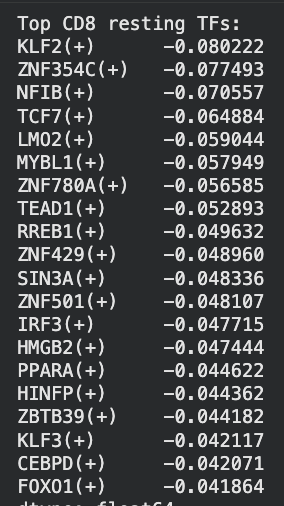 Top CD8 resting TFs:
KLF2(+) -0.080222
ZNF354C(+) -0.077493
NFIB(+) -0.070557
TCF7(+) -0.064884
LMO2(+) -0.059044
MYBL1(+) -0.057949
ZNF780A(+) -0.056585
TEAD1(+) -0.052893
RREB1(+) -0.049632
ZNF429(+) -0.048960
SIN3A(+) -0.048336
ZNF501(+) -0.048107
IRF3(+) -0.047715
HMGB2(+) -0.047444
PPARA(+) -0.044622
HINFP(+) -0.044362
ZBTB39(+) -0.044182
KLF3(+) -0.042117
CEBPD(+) -0.042071
FOXO1(+) -0.041864
dtype: float64